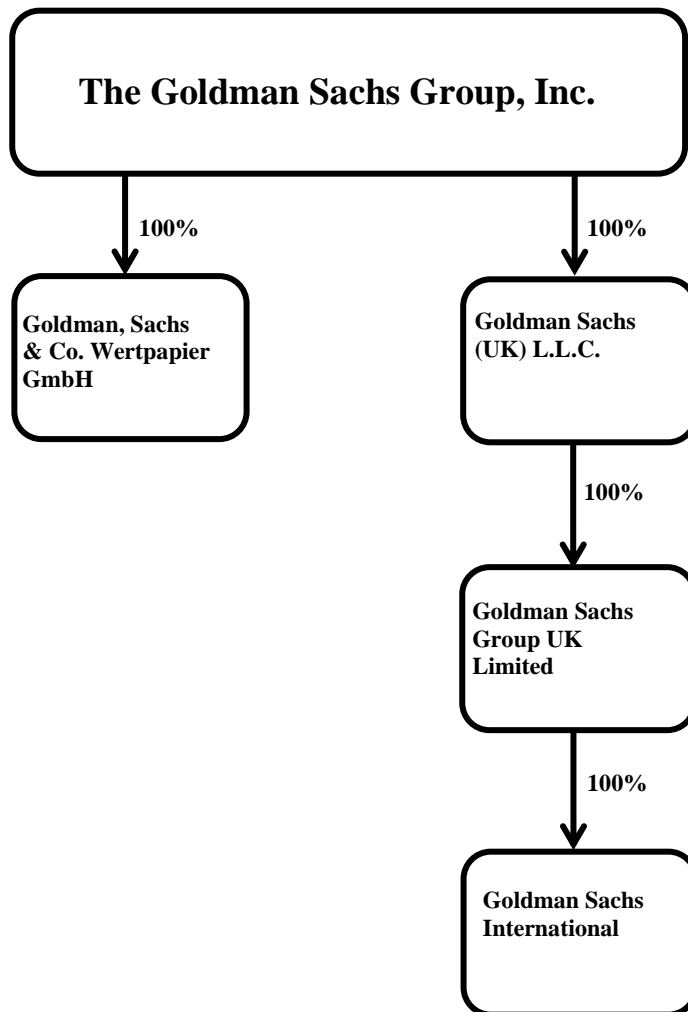 The Goldman Sachs Group, Inc.
100%
100%
Goldman, Sachs
& Co. Wertpapier
GmbH
Goldman Sachs
(UK) L.L.C.
100%
Goldman Sachs
Group UK
Limited
100%
Goldman Sachs
International